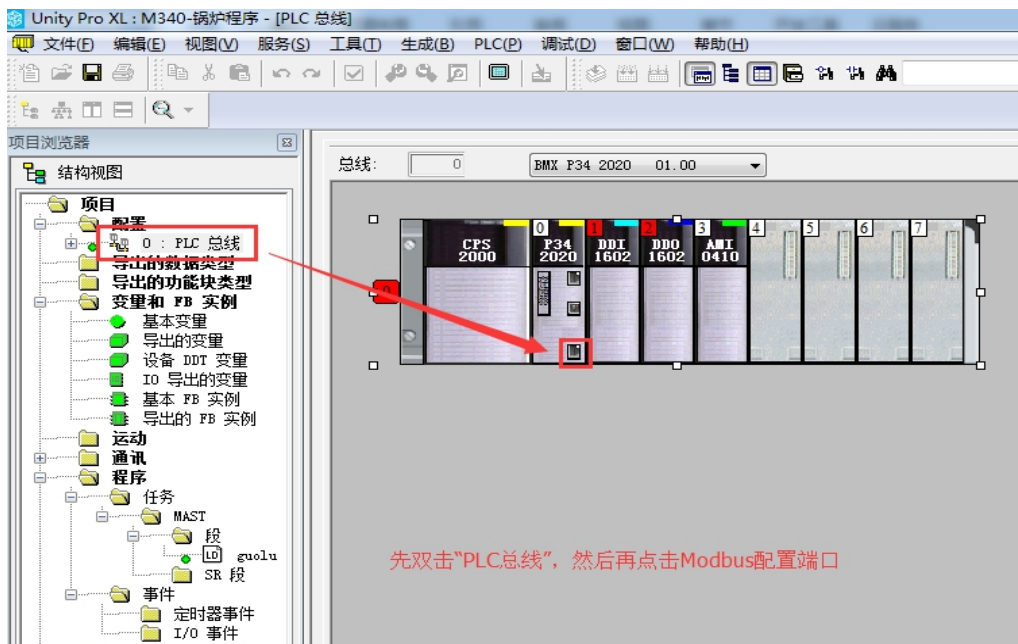 Unity Pro XL : M340-锅炉程序 - [PLC 总线]
文件(F) 编辑(E) 视图(V) 服务(S) 工具(T) 生成(B) PLC(P) 调试(D) 窗口(W) 帮助(H)
项目浏览器
结构视图
项目
配置
0 : PLC 总线
导出的数据类型
导出的功能块类型
变量和 FB 实例
基本变量
导出的变量
设备 DDT 变量
IO 导出的变量
基本 FB 实例
导出的 FB 实例
运动
通讯
程序
任务
MAST
段
LD guolu
SR 段
事件
定时器事件
I/O 事件
总线: 0 BMX P34 2020 01.00
0 1 2 3 4 5 6 7
CPS 2000
P34 2020
DDI 1602
DDO 1602
AMI 0410
0
先双击“PLC总线”，然后再点击Modbus配置端口